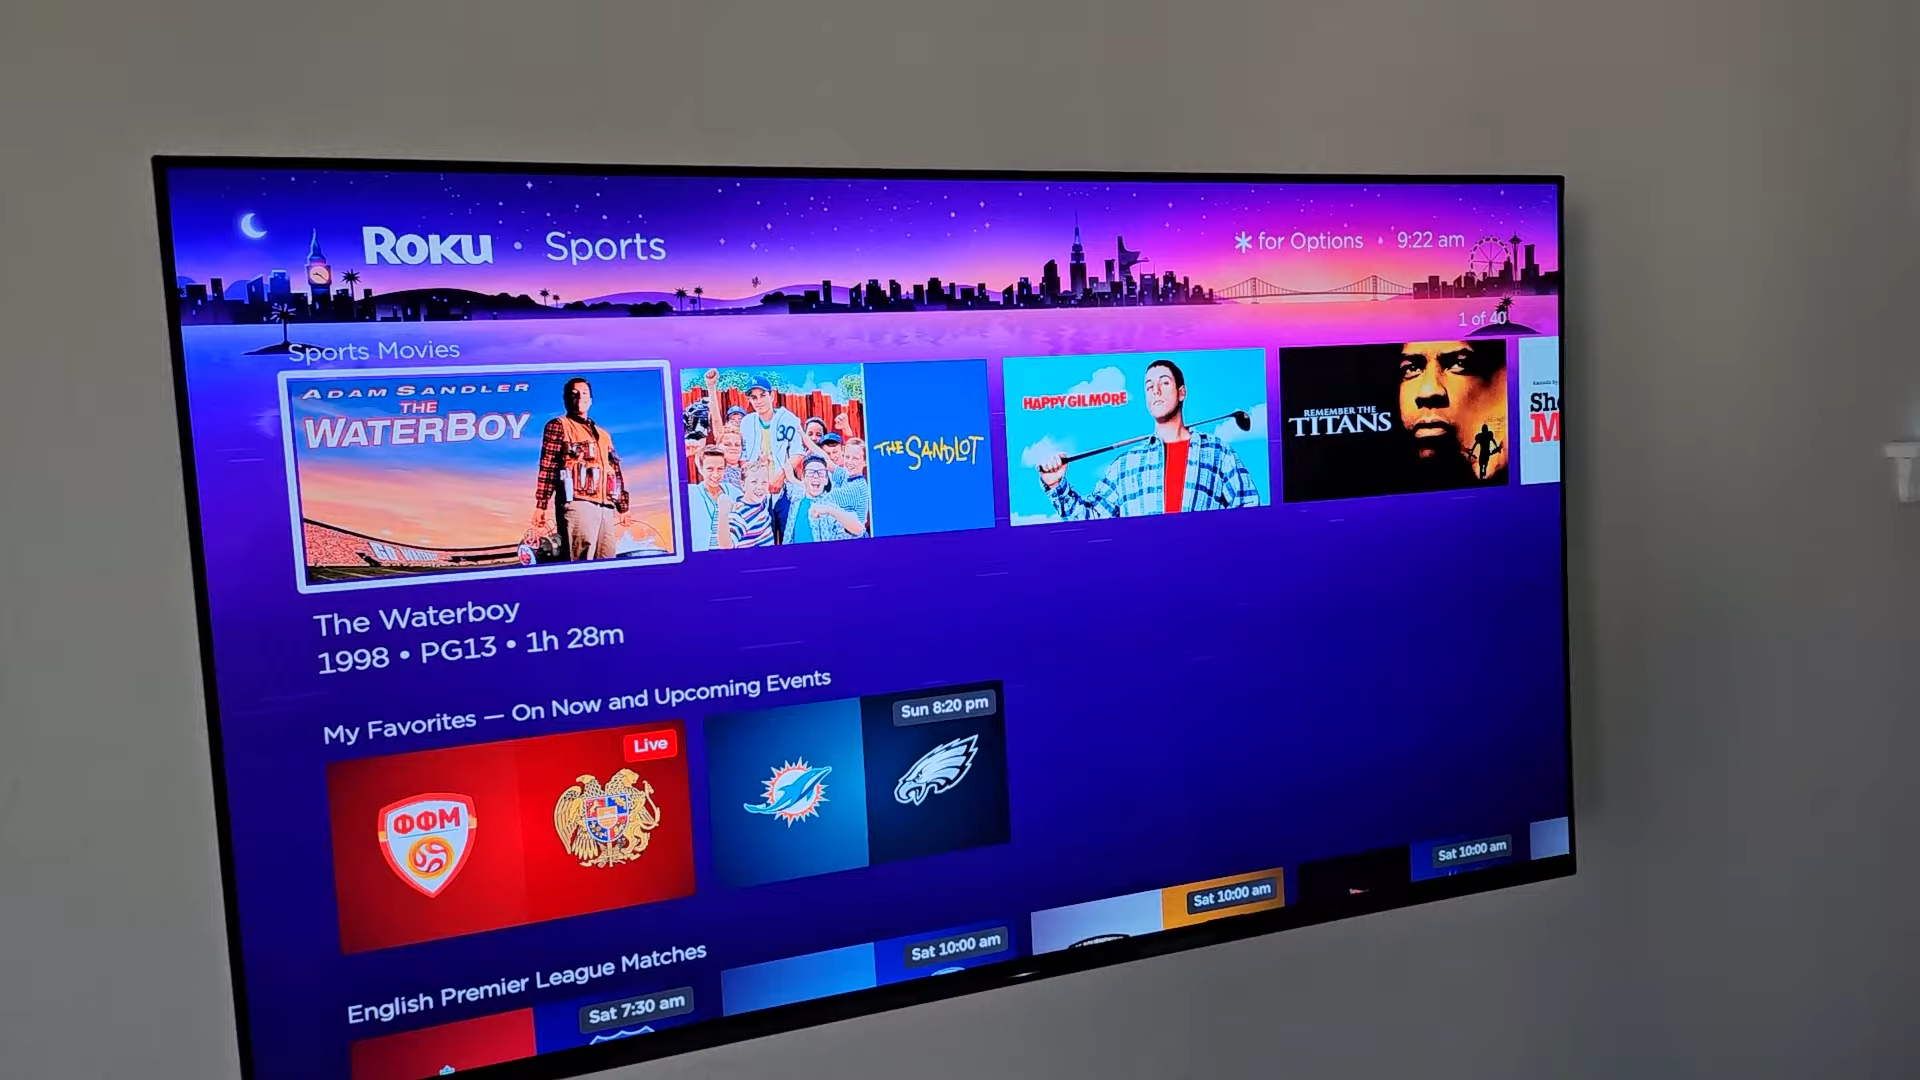 ROKU • Sports
* for Options • 9:22 am
1 of 40
Sports Movies
ADAM SANDLER
THE
WATERBOY
30
THE SANDLOT
HAPPY GILMORE
REMEMBER THE
TITANS
The Waterboy
1998 • PG13 • 1h 28m
My Favorites — On Now and Upcoming Events
Live
ФФМ
Sun 8:20 pm
English Premier League Matches
Sat 7:30 am
Sat 10:00 am
Sat 10:00 am
Sat 10:00 am